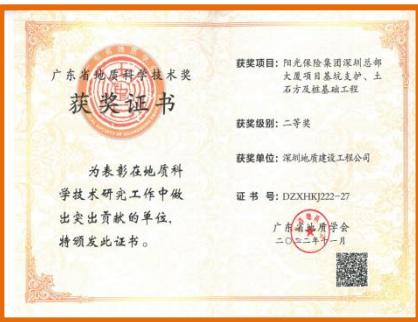 广东省地质科学技术奖
获奖证书
为表彰在地质科
学技术研究工作中做
出突出贡献的单位，
特颁发此证书。
获奖项目：阳光保险集团深圳总部
大厦项目基坑支护、土
石方及桩基础工程
获奖级别：二等奖
获奖单位：深圳地质建设工程公司
证 书 号：DZXHKJ222-27
广东省地质学会
二〇二二年十一月